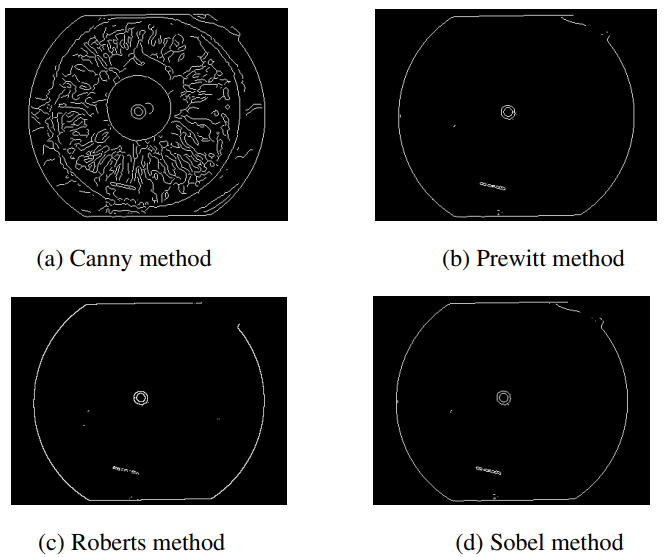 (a) Canny method
(b) Prewitt method
(c) Roberts method
(d) Sobel method